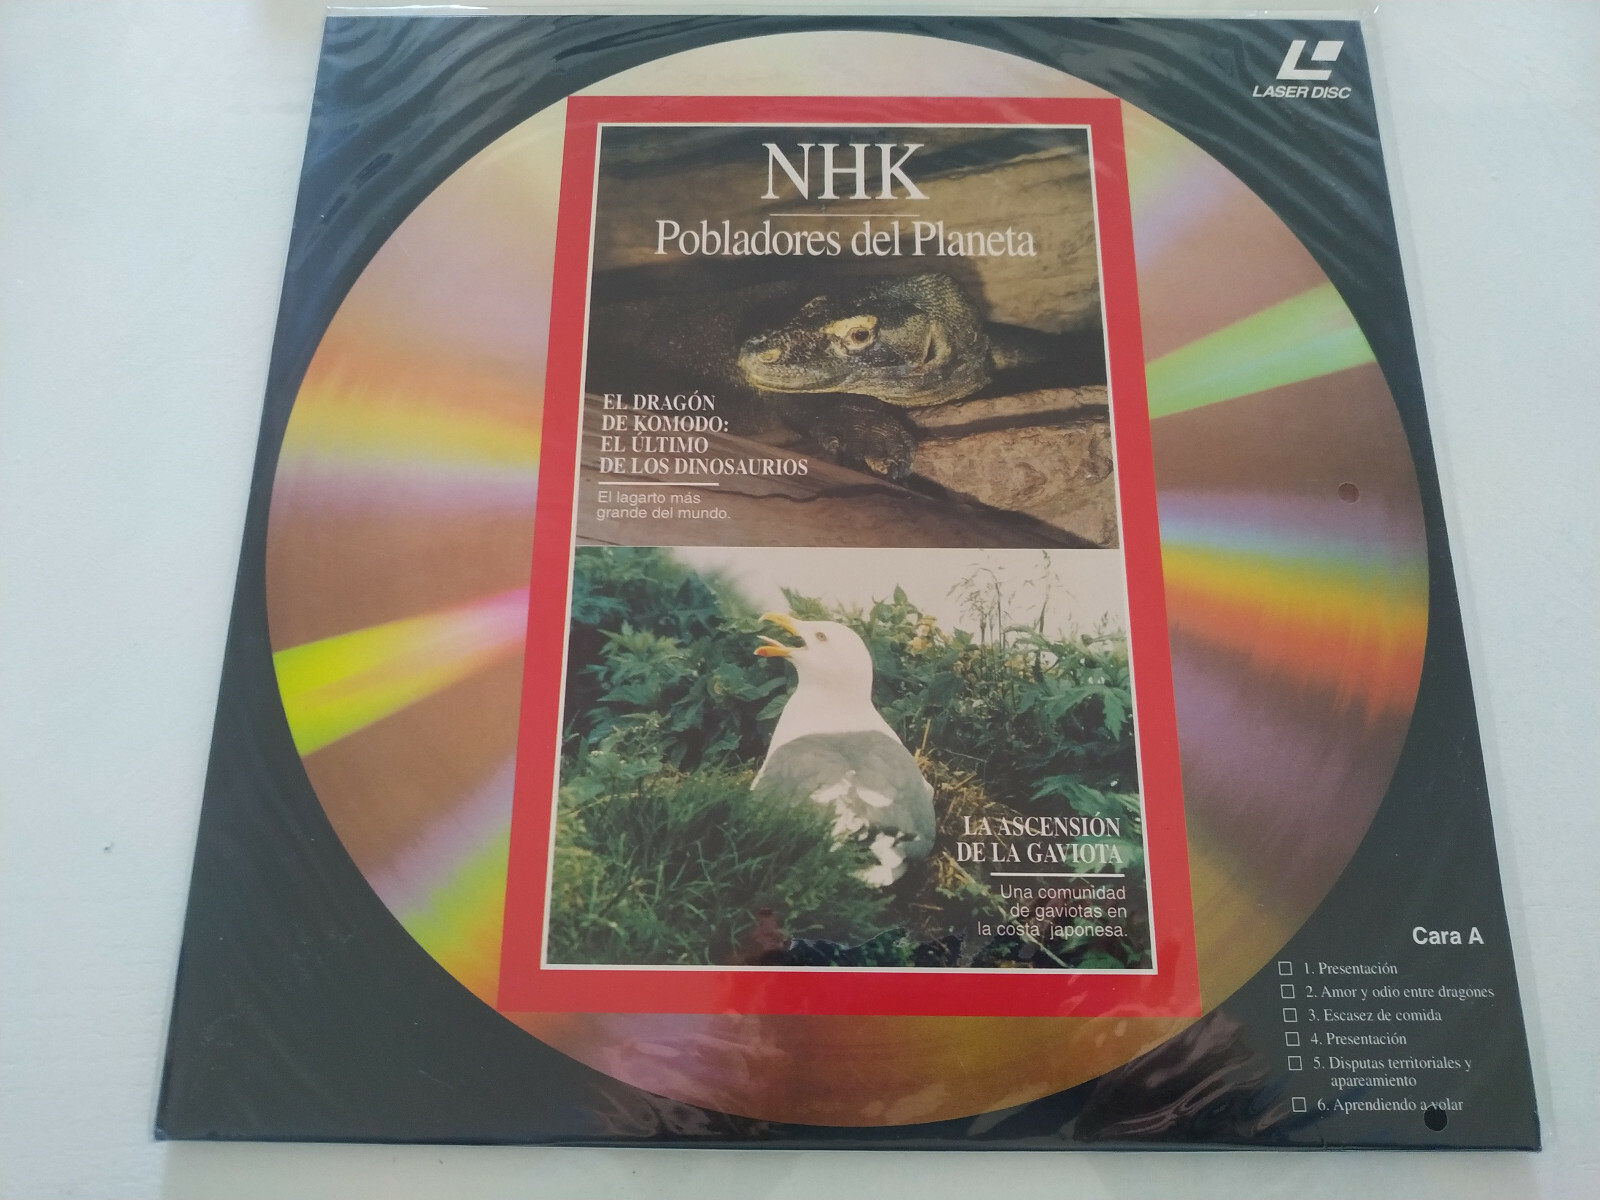 LASER DISC
NHK
Pobladores del Planeta
EL DRAGÓN
DE KOMODO:
EL ÚLTIMO
DE LOS DINOSAURIOS
El lagarto más
grande del mundo.
LA ASCENSIÓN
DE LA GAVIOTA
Una comunidad
de gaviotas en
la costa japonesa.
Cara A
1. Presentación
2. Amor y odio entre dragones
3. Escasez de comida
4. Presentación
5. Disputas territoriales y
apareamiento
6. Aprendiendo a volar